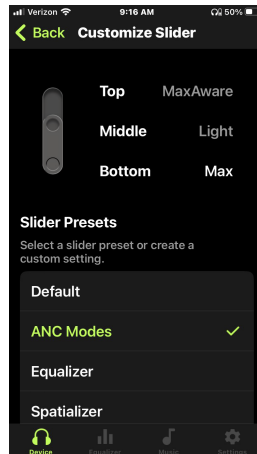 Verizon 9:16 AM 50%
Back Customize Slider
Top MaxAware
Middle Light
Bottom Max
Slider Presets
Select a slider preset or create a
custom setting.
Default
ANC Modes
Equalizer
Spatializer
Device Equalizer Music Settings